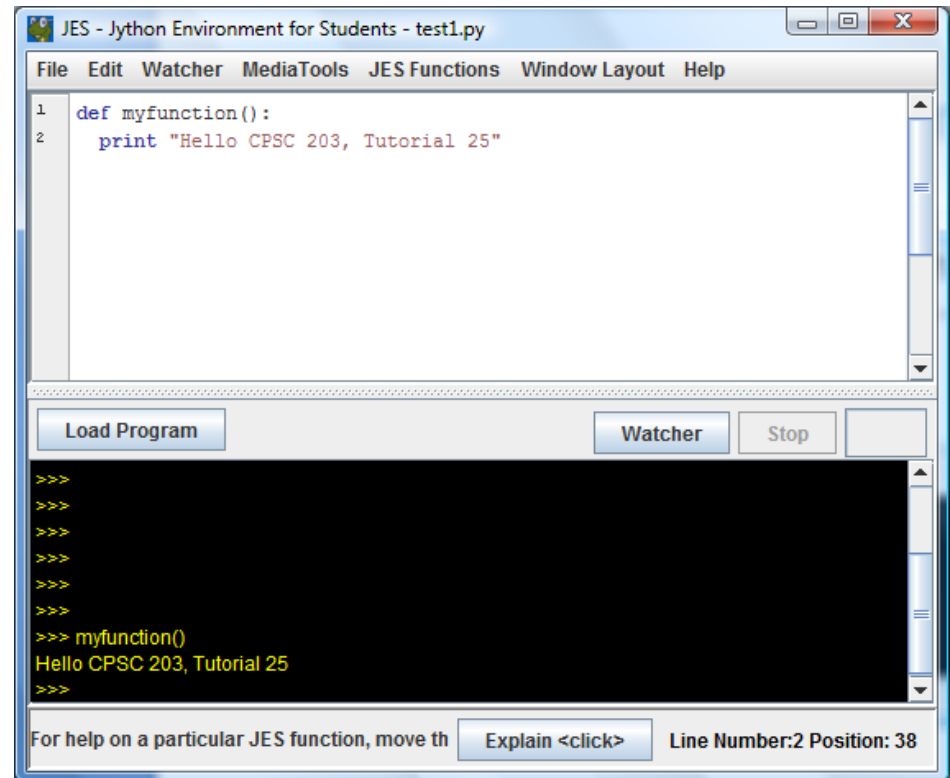 JES - Jython Environment for Students - test1.py
File Edit Watcher MediaTools JES Functions Window Layout Help
1 def myfunction():
2 print "Hello CPSC 203, Tutorial 25"
Load Program Watcher Stop
>>>
>>>
>>>
>>>
>>>
>>>
>>> myfunction()
Hello CPSC 203, Tutorial 25
>>>
For help on a particular JES function, move th Explain <click> Line Number:2 Position: 38